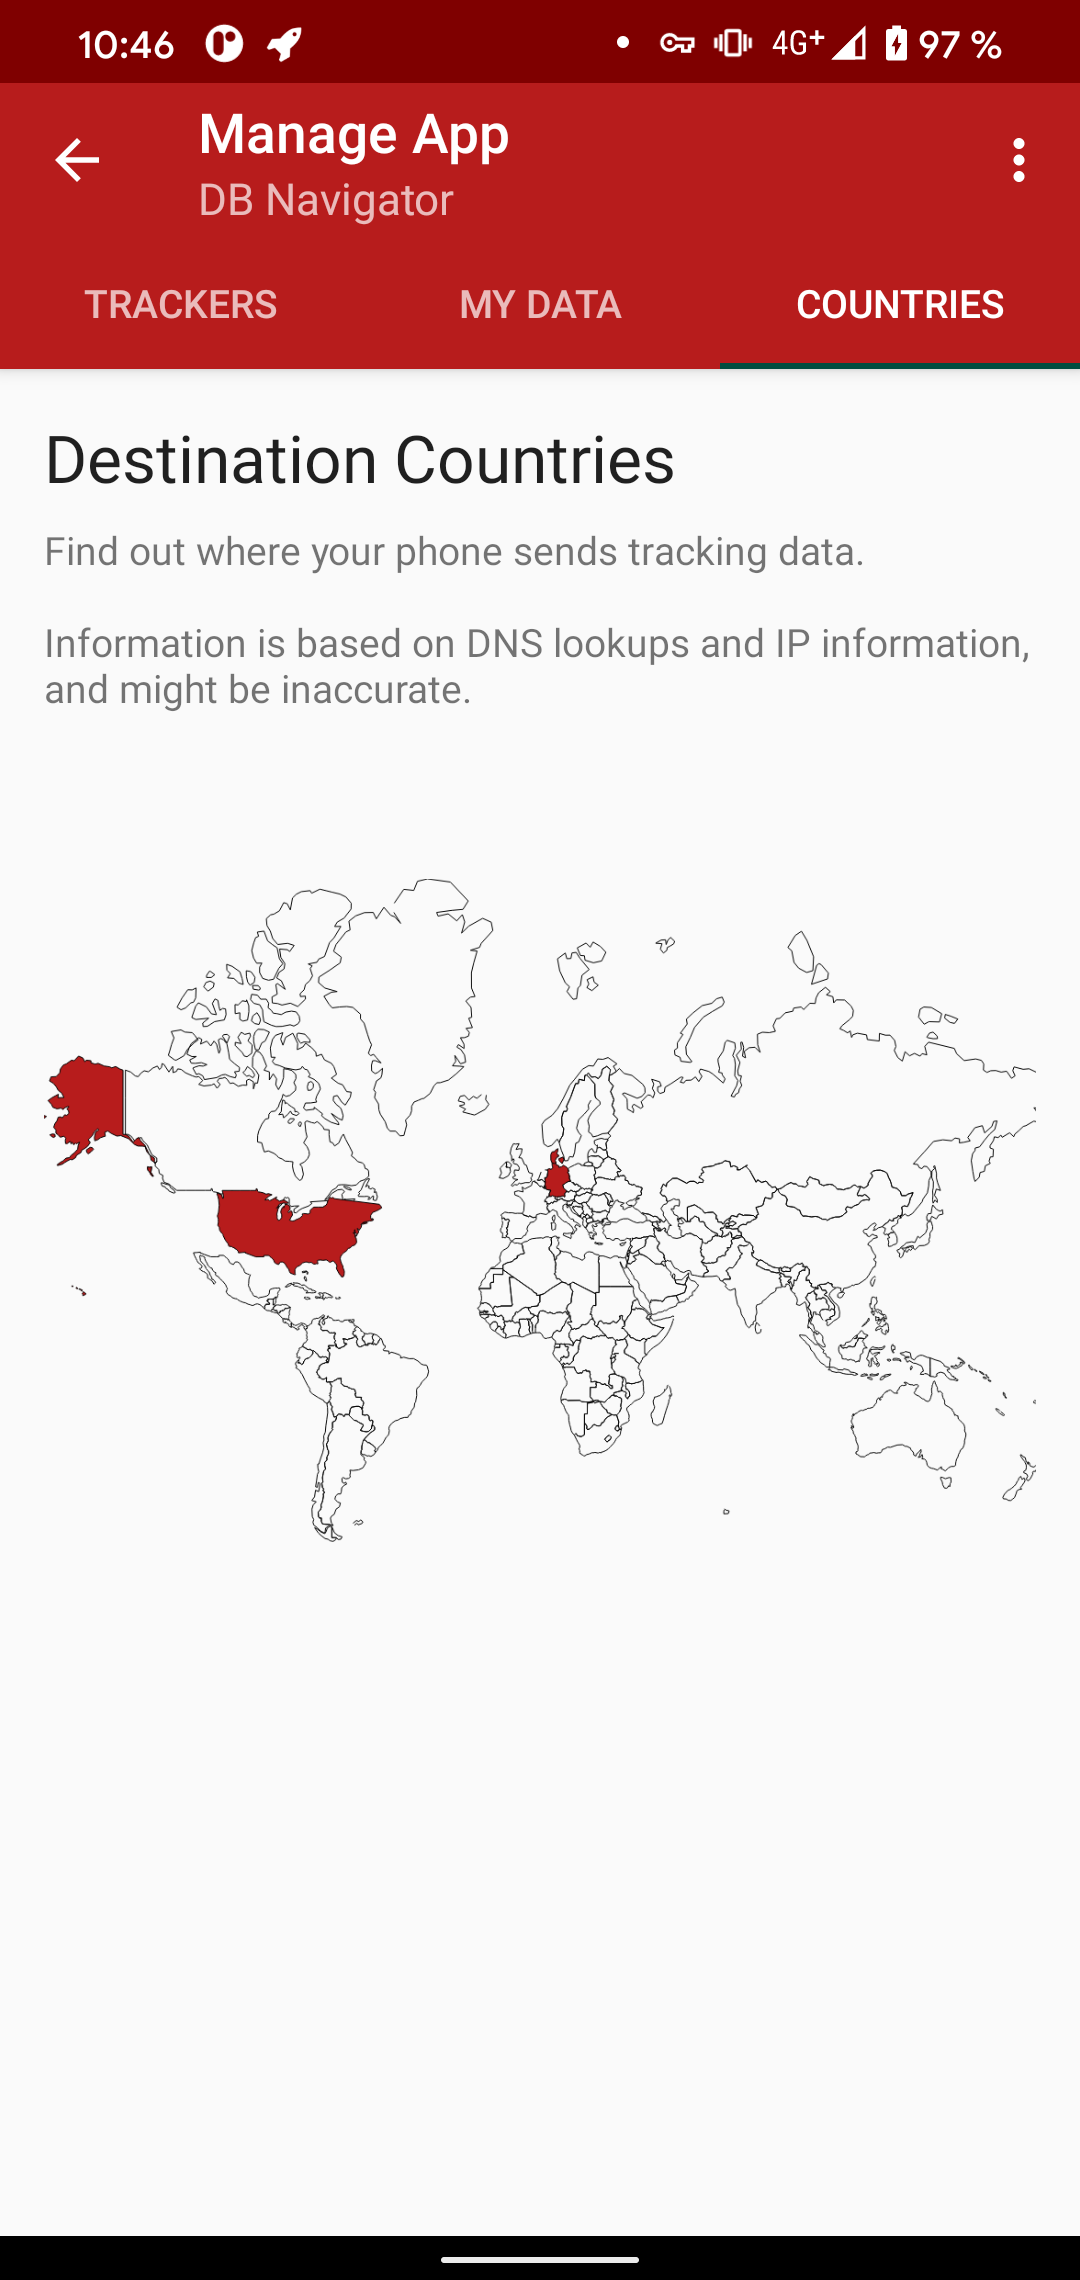 10:46
4G+
97 %
Manage App
DB Navigator
TRACKERS
MY DATA
COUNTRIES
Destination Countries
Find out where your phone sends tracking data.
Information is based on DNS lookups and IP information,
and might be inaccurate.